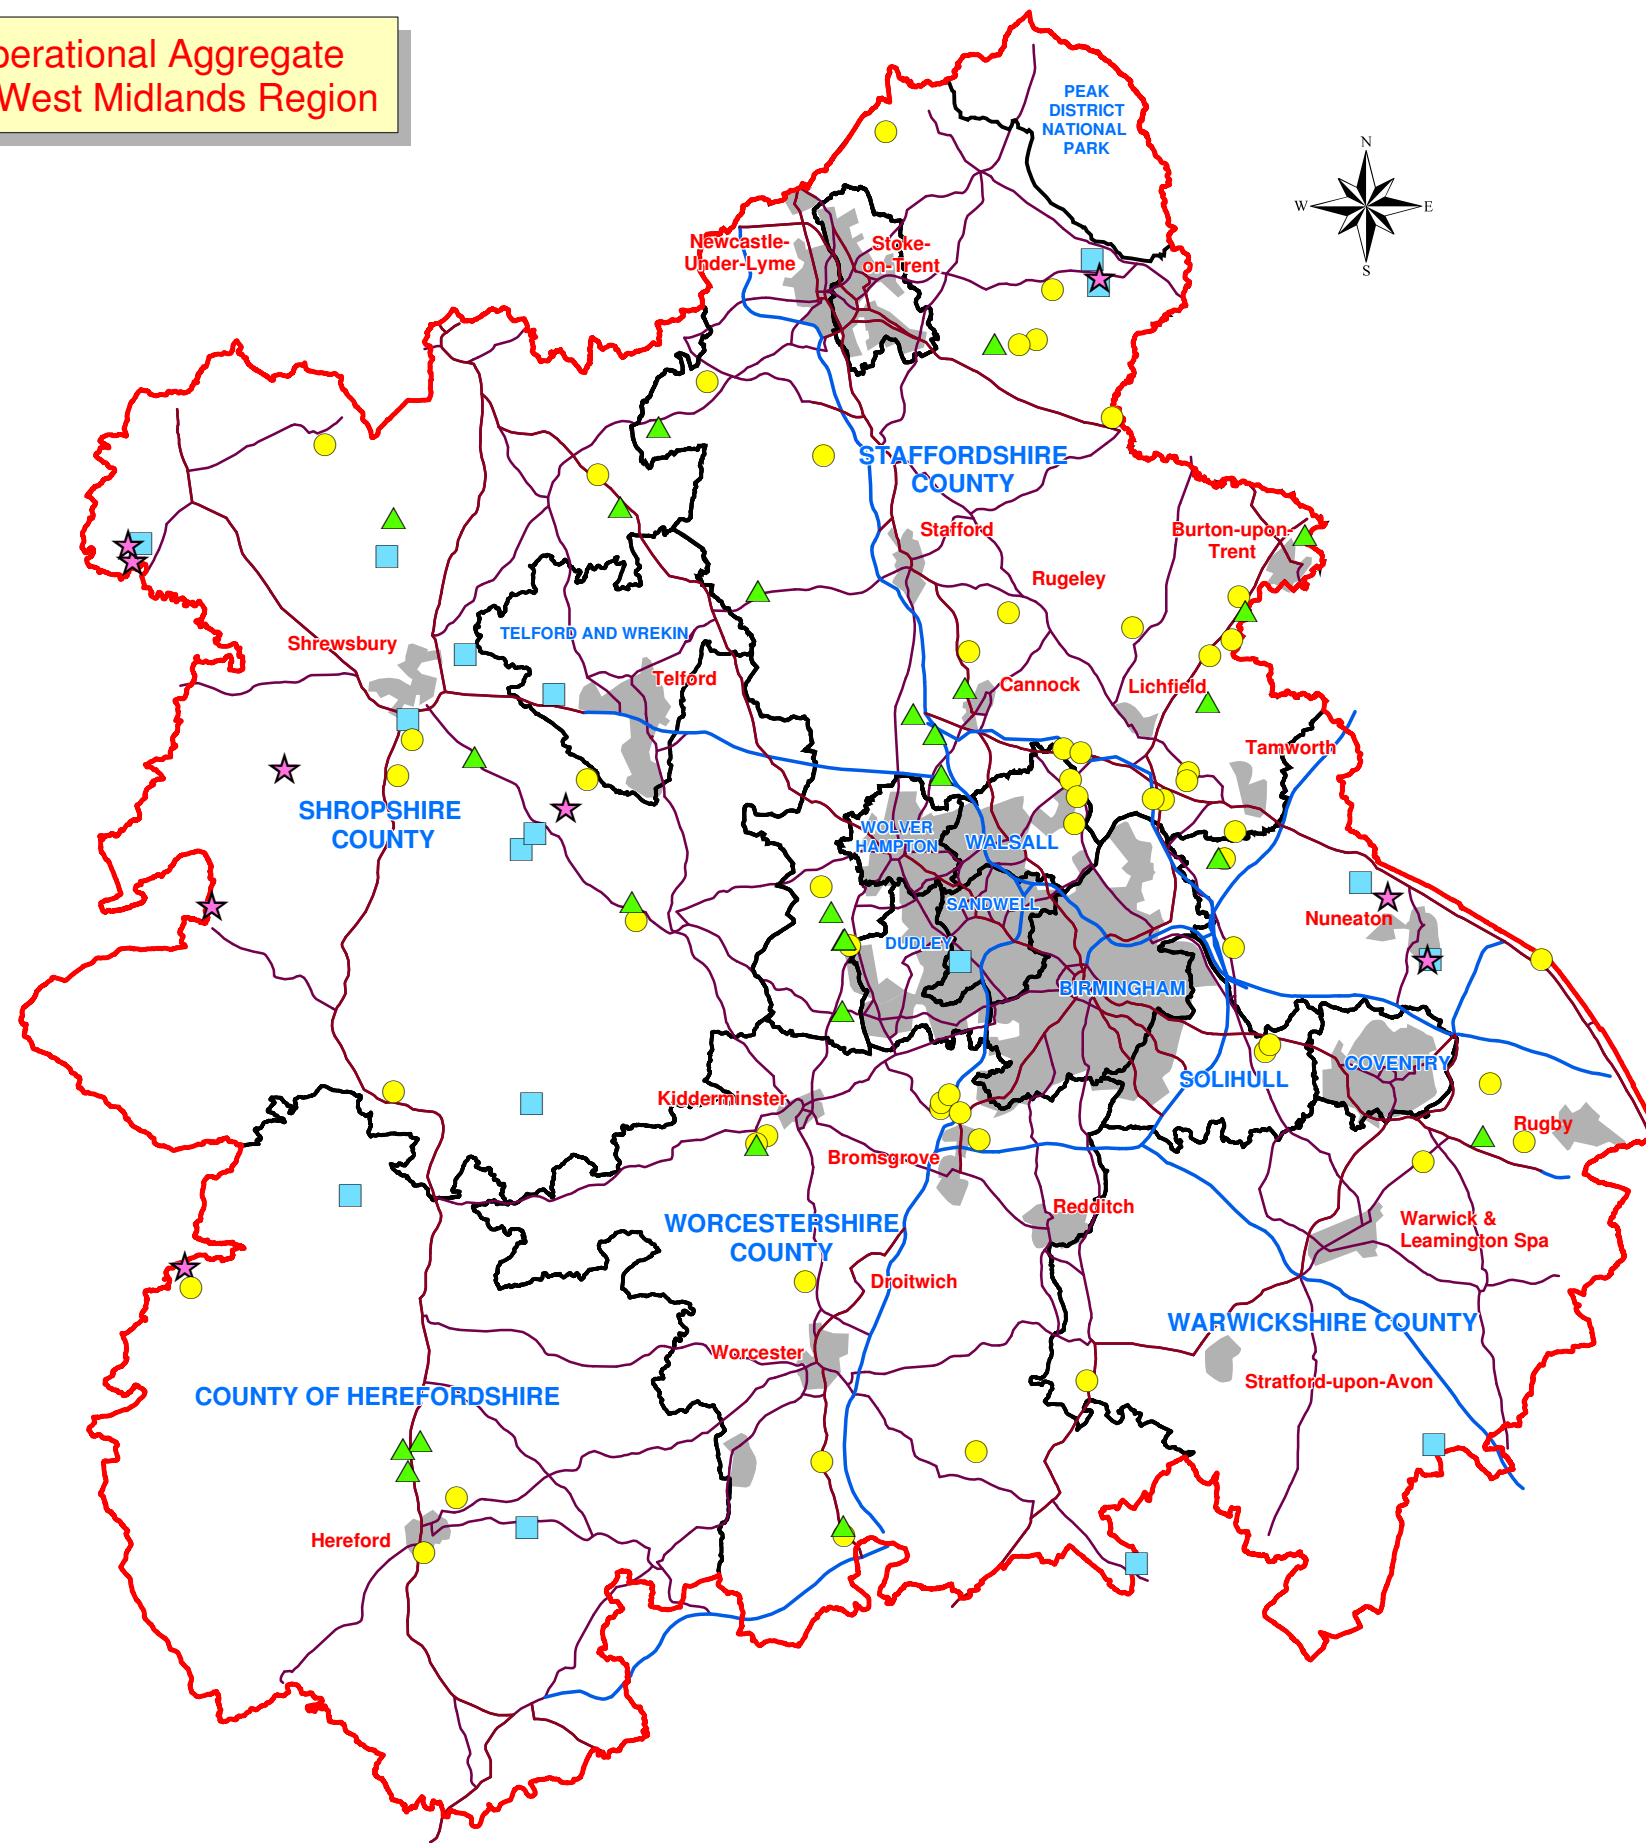 perational Aggregate
West Midlands Region
PEAK
DISTRICT
NATIONAL
PARK
N
W
E
S
Newcastle-
Under-Lyme
Stoke-
on-Trent
STAFFORDSHIRE
COUNTY
Stafford
Burton-upon-
Trent
Rugeley
Shrewsbury
TELFORD AND WREKIN
Telford
Cannock
Lichfield
Tamworth
SHROPSHIRE
COUNTY
WOLVER
HAMPTON
WALSALL
SANDWELL
Nuneaton
DUDLEY
BIRMINGHAM
COVENTRY
SOLIHULL
Kidderminster
Rugby
Bromsgrove
Redditch
WORCESTERSHIRE
COUNTY
Warwick &
Leamington Spa
Droitwich
WARWICKSHIRE COUNTY
Worcester
Stratford-upon-Avon
COUNTY OF HEREFORDSHIRE
Hereford